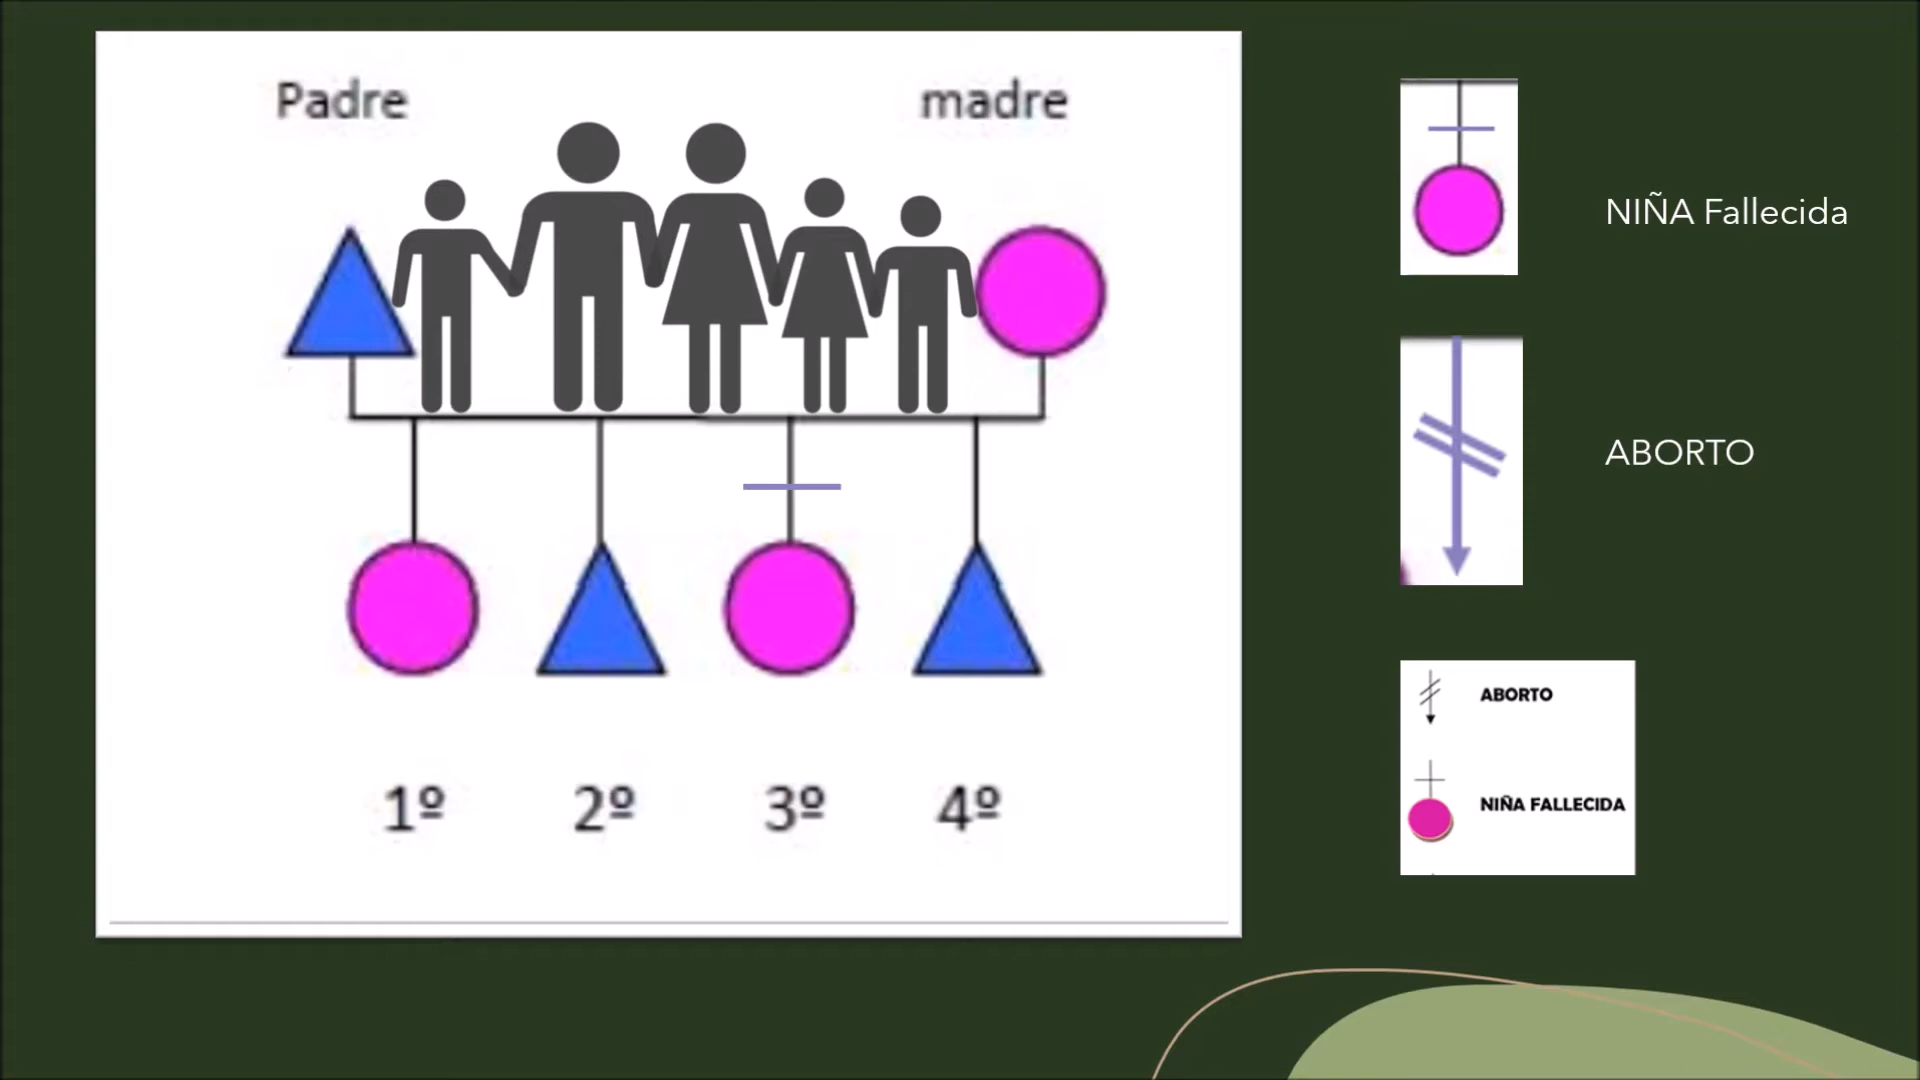 Padre
madre
1º
2º
3º
4º
NIÑA Fallecida
ABORTO
ABORTO
NIÑA FALLECIDA